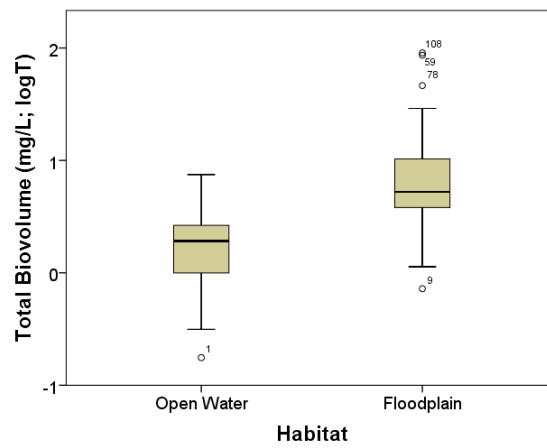 Total Biovolume (mg/L; logT)
2
1
0
-1
108
59
78
9
1
Open Water
Floodplain
Habitat